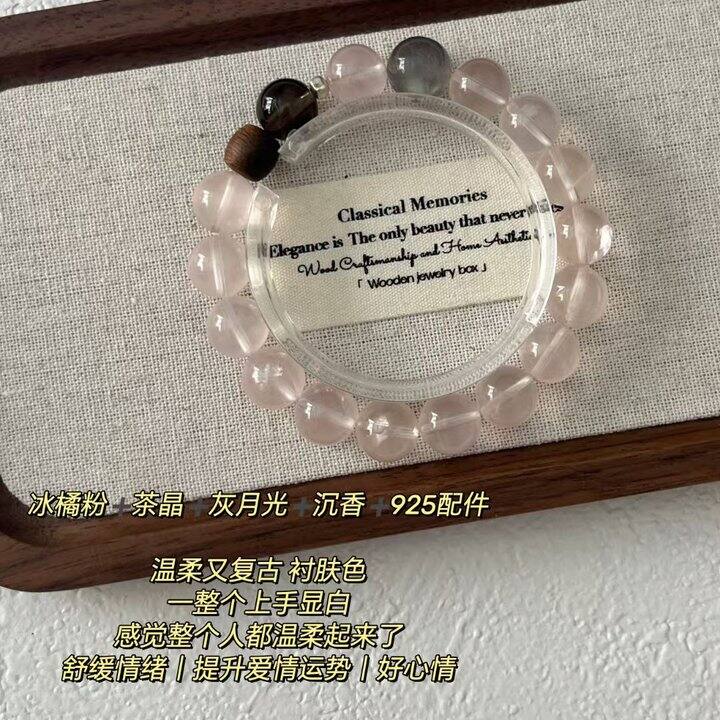 Classical Memories
Elegance is The only beauty that never
Wood Craftsmanship and Home Aesthetic
「 Wooden jewelry box 」
冰橘粉+茶晶+灰月光+沉香+925配件
温柔又复古 衬肤色
一整个上手显白
感觉整个人都温柔起来了
舒缓情绪|提升爱情运势|好心情